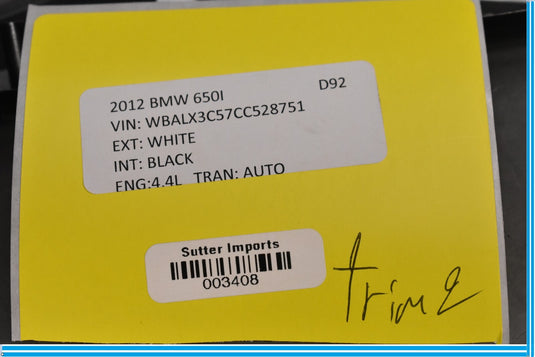 2012 BMW 650I D92
VIN: WBALX3C57CC528751
EXT: WHITE
INT: BLACK
ENG:4.4L TRAN: AUTO
Sutter Imports
003408
trim 2